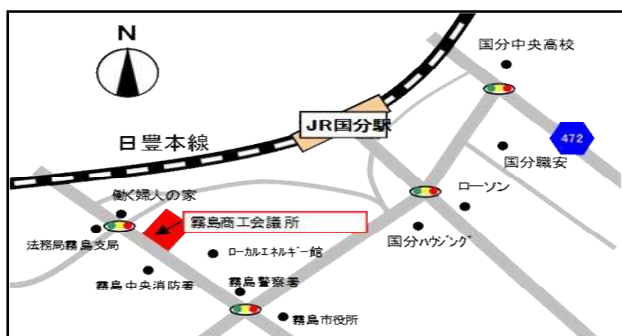 N
国分中央高校
JR国分駅
日豊本線
472
国分職安
働く婦人の家
ローソン
霧島商工会議所
国分ﾊｳｼﾞﾝｸﾞ
法務局霧島支局
ﾛｰｶﾙｴﾈﾙｷﾞｰ館
霧島中央消防署
霧島警察署
霧島市役所